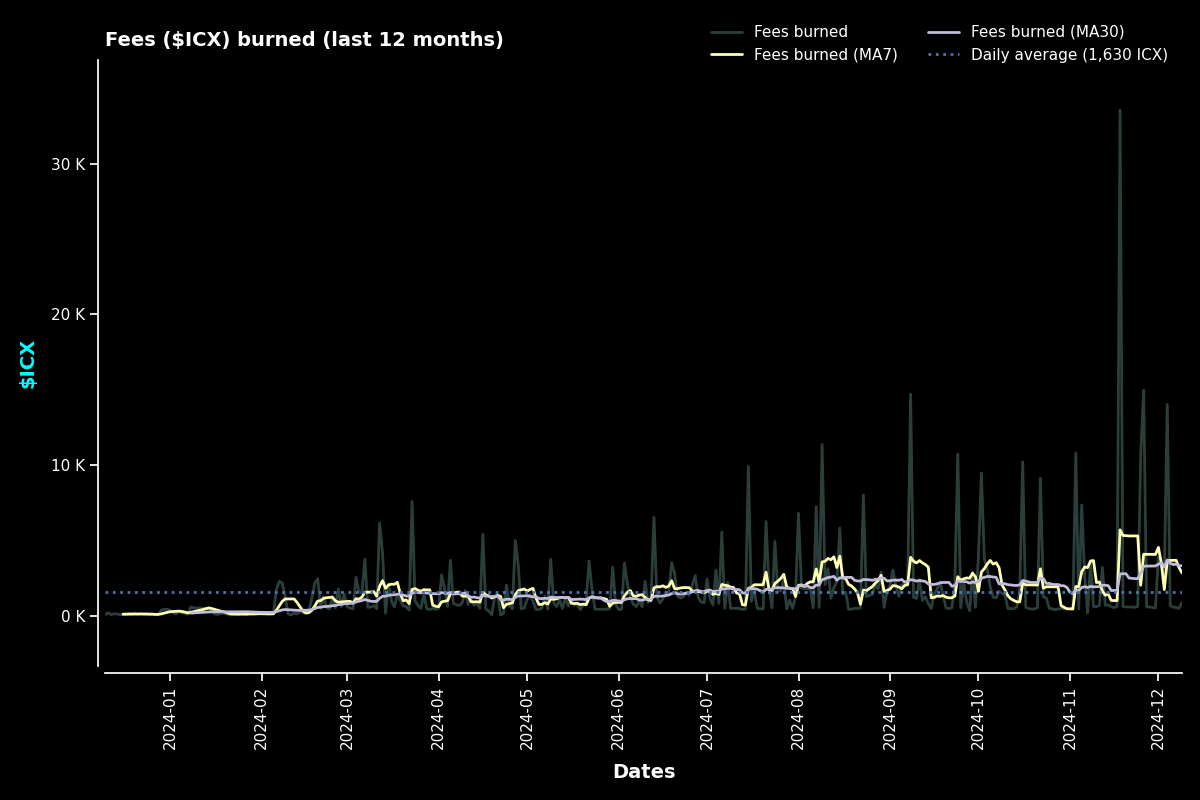 Fees ($ICX) burned (last 12 months)
Fees burned
Fees burned (MA7)
Fees burned (MA30)
Daily average (1,630 ICX)
$ICX
30 K
20 K
10 K
0 K
2024-01
2024-02
2024-03
2024-04
2024-05
2024-06
2024-07
2024-08
2024-09
2024-10
2024-11
2024-12
Dates